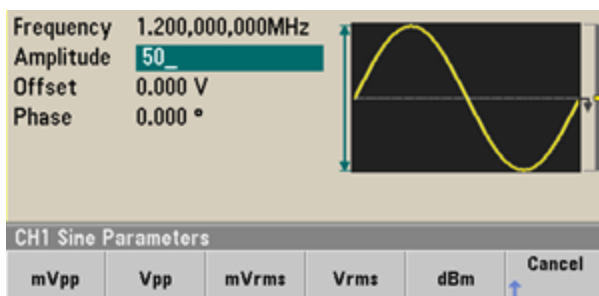 Frequency 1.200,000,000MHz
Amplitude 50_
Offset 0.000 V
Phase 0.000 °
CH1 Sine Parameters
mVpp Vpp mVrms Vrms dBm Cancel